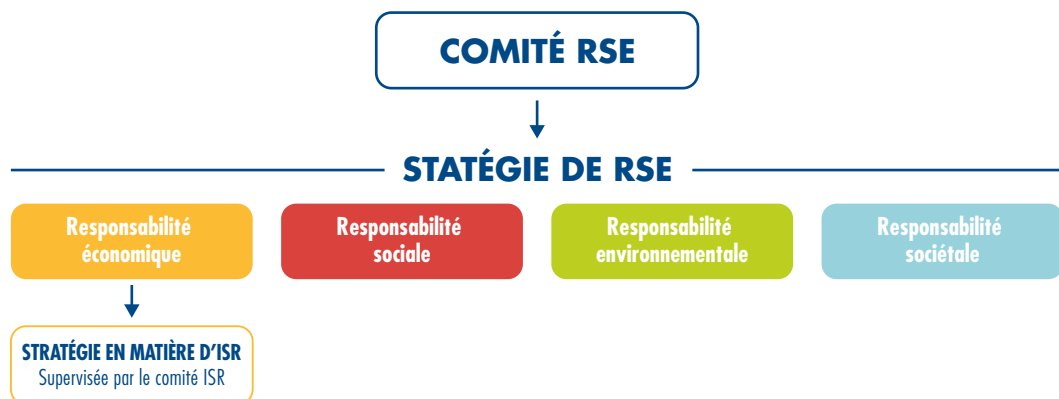 COMITÉ RSE
STATÉGIE DE RSE
Responsabilité
économique
Responsabilité
sociale
Responsabilité
environnementale
Responsabilité
sociétale
STRATÉGIE EN MATIÈRE D’ISR
Supervisée par le comité ISR